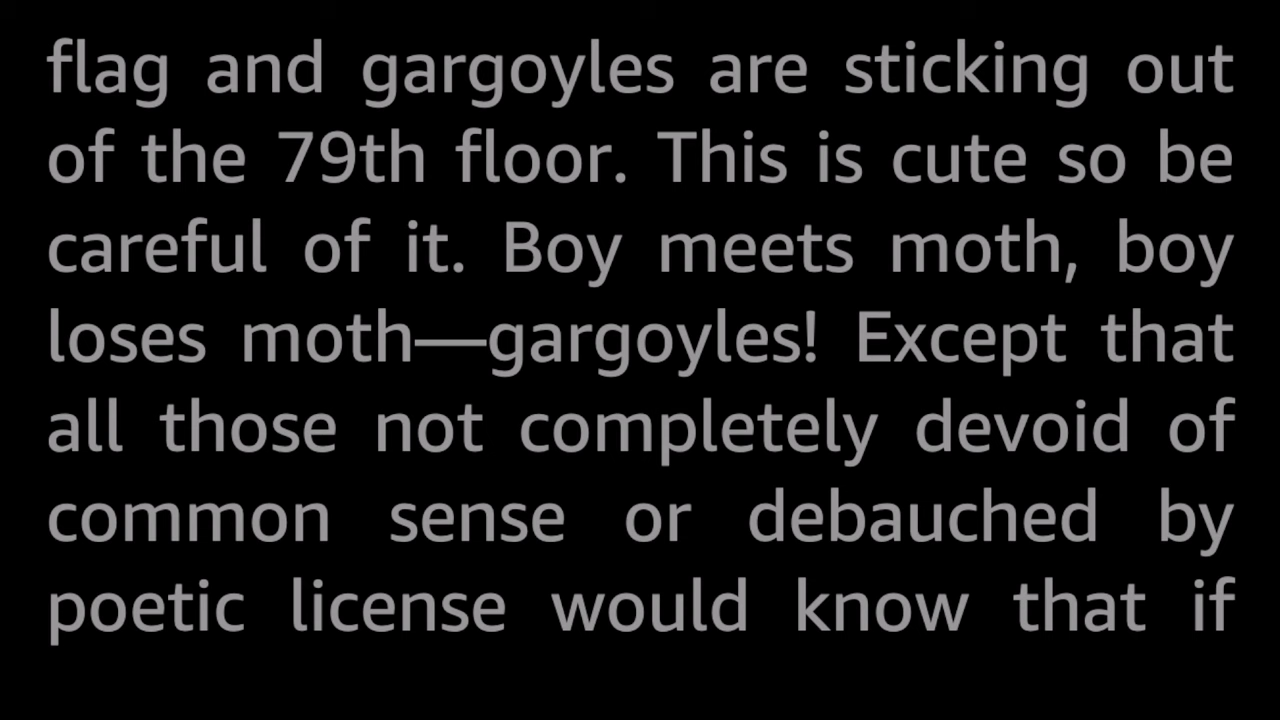 flag and gargoyles are sticking out
of the 79th floor. This is cute so be
careful of it. Boy meets moth, boy
loses moth—gargoyles! Except that
all those not completely devoid of
common sense or debauched by
poetic license would know that if